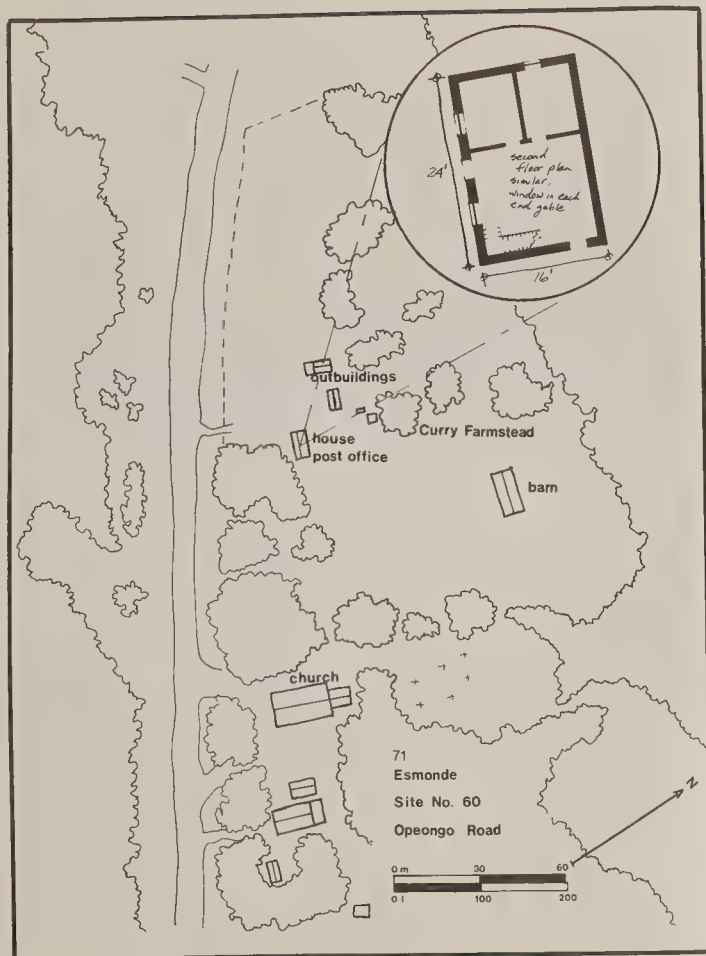 24'
second
floor plan
similar,
window in each
end gable
16'
outbuildings
house
post office
Curry Farmstead
barn
church
71
Esmonde
Site No. 60
Opeongo Road
N
0 m 30 60
0 100 200